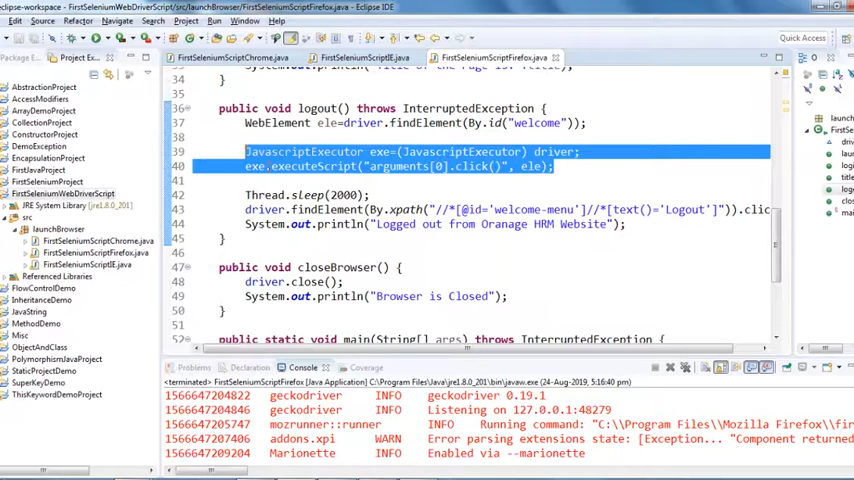 eclipse-workspace - FirstSeleniumWebDriverScript/src/launchBrowser/FirstSeleniumScriptFirefox.java - Eclipse IDE
Edit Source Refactor Navigate Search Project Run Window Help
Quick Access
Package E... Project Exp...
FirstSeleniumScriptChrome.java FirstSeleniumScriptIE.java FirstSeleniumScriptFirefox.java
AbstractionProject
AccessModifiers
ArrayDemoProject
CollectionProject
ConstructorProject
DemoException
EncapsulationProject
FirstJavaProject
FirstSeleniumProject
FirstSeleniumWebDriverScript
JRE System Library [jre1.8.0_201]
src
launchBrowser
FirstSeleniumScriptChrome.java
FirstSeleniumScriptFirefox.java
FirstSeleniumScriptIE.java
Referenced Libraries
FlowControlDemo
InheritanceDemo
JavaString
MethodDemo
Misc
ObjectAndClass
PolymorphismJavaProject
StaticProjectDemo
SuperKeyDemo
ThisKeywordDemoProject
34 }
35
36 public void logout() throws InterruptedException {
37 WebElement ele=driver.findElement(By.id("welcome"));
38
39 JavascriptExecutor exe=(JavascriptExecutor) driver;
40 exe.executeScript("arguments[0].click()", ele);
41
42 Thread.sleep(2000);
43 driver.findElement(By.xpath("//*[@id='welcome-menu']//*[text()='Logout']")).clic
44 System.out.println("Logged out from Oranage HRM Website");
45 }
46
47 public void closeBrowser() {
48 driver.close();
49 System.out.println("Browser is Closed");
50 }
51
52 public static void main(String[] args) throws InterruptedException {
launch
driv
laun
logi
logo
clos
mai
Problems Declaration Console Coverage
<terminated> FirstSeleniumScriptFirefox [Java Application] C:\Program Files\Java\jre1.8.0_201\bin\javaw.exe (24-Aug-2019, 5:16:40 PM)
1566647204822 geckodriver INFO geckodriver 0.19.1
1566647204846 geckodriver INFO Listening on 127.0.0.1:48279
1566647205747 mozrunner::runner INFO Running command: "C:\\Program Files\\Mozilla Firefox\\fir
1566647207406 addons.xpi WARN Error parsing extensions state: [Exception... "Component returned
1566647209204 Marionette INFO Enabled via --marionette